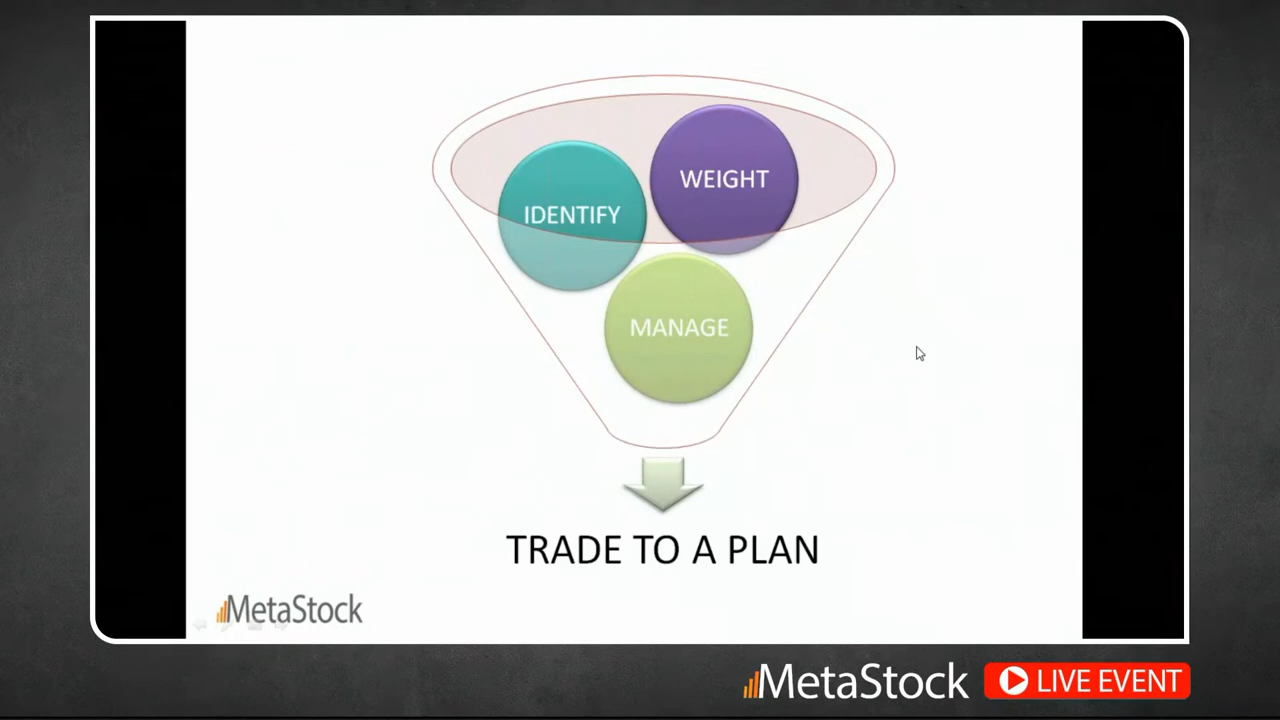 WEIGHT
IDENTIFY
MANAGE
TRADE TO A PLAN
MetaStock
MetaStock LIVE EVENT